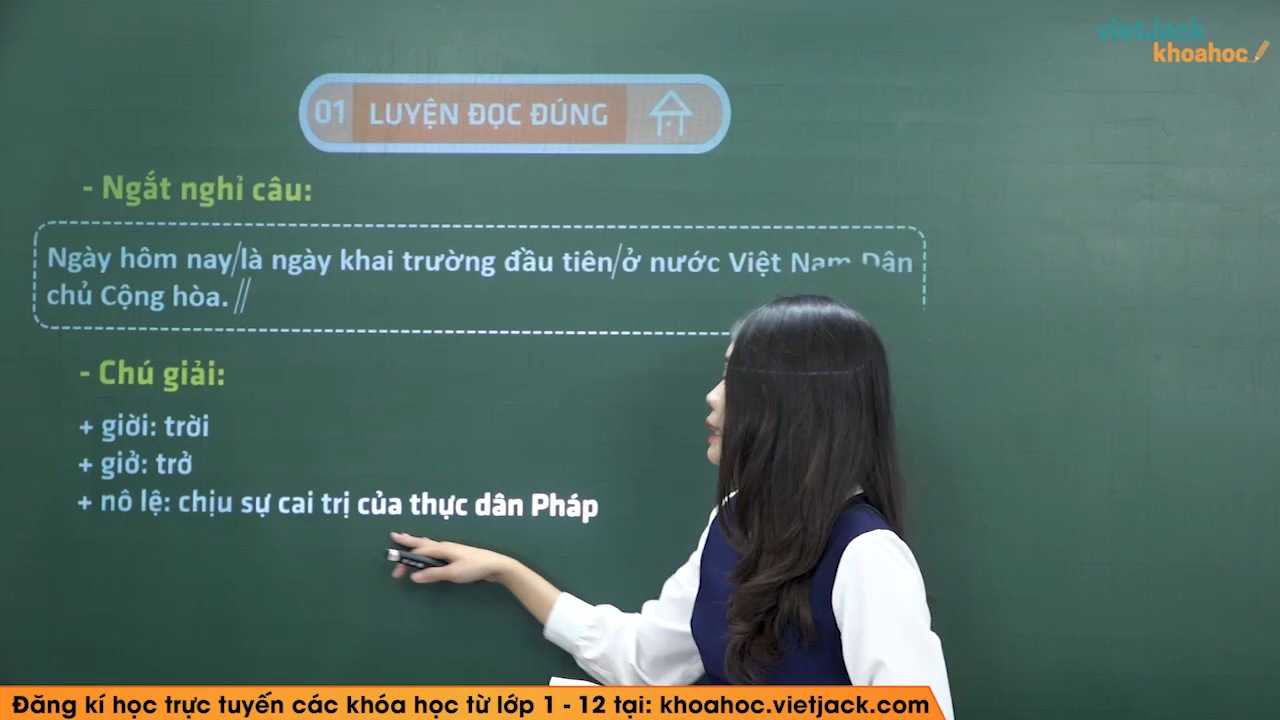 vietJack
khoahoc
01 LUYỆN ĐỌC ĐÚNG
- Ngắt nghỉ câu:
Ngày hôm nay/là ngày khai trường đầu tiên/ở nước Việt Nam Dân
chủ Cộng hòa. //
- Chú giải:
+ giời: trời
+ giở: trở
+ nô lệ: chịu sự cai trị của thực dân Pháp
Đăng kí học trực tuyến các khóa học từ lớp 1 - 12 tại: khoahoc.vietjack.com